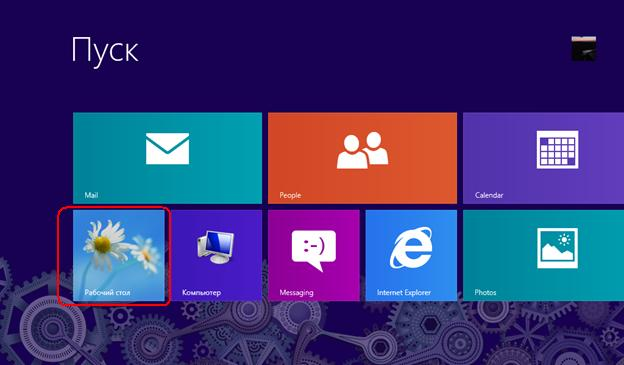 Пуск
Mail
People
Calendar
Рабочий стол
Компьютер
Messaging
Internet Explorer
Photos